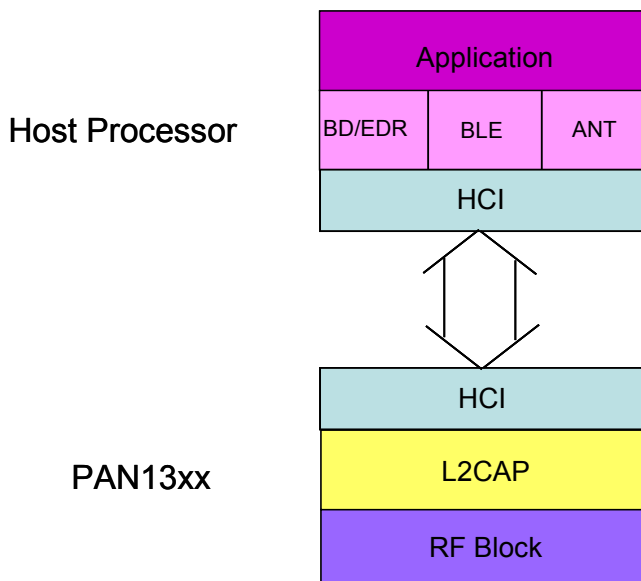 Application
Host Processor
BD/EDR
BLE
ANT
HCI
HCI
PAN13xx
L2CAP
RF Block